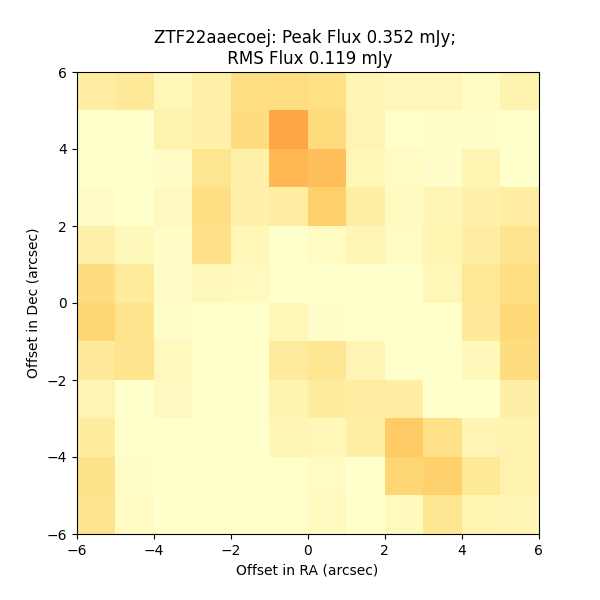 ZTF22aaecoej: Peak Flux 0.352 mJy;
RMS Flux 0.119 mJy
6
4
2
0
−2
−4
−6
Offset in Dec (arcsec)
−6 −4 −2 0 2 4 6
Offset in RA (arcsec)